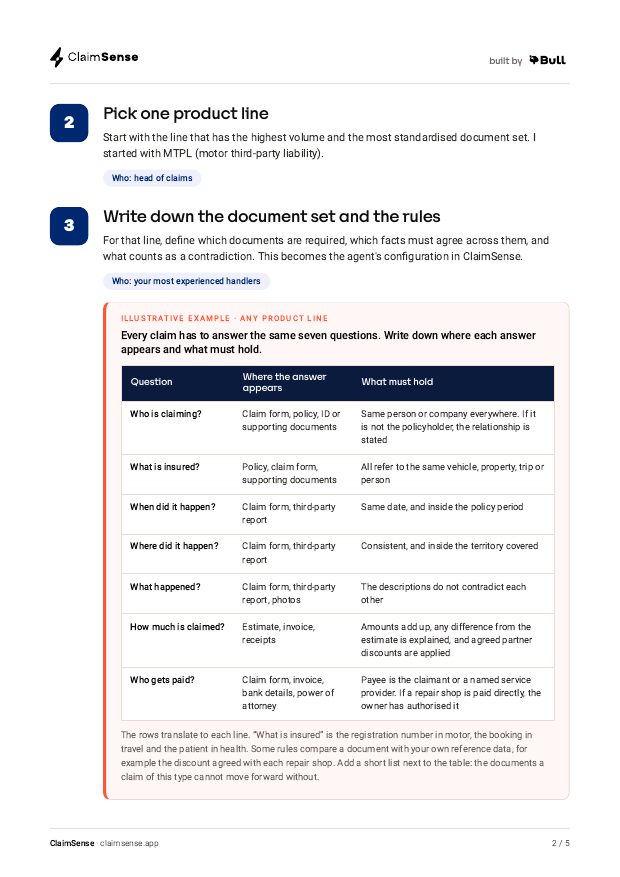 ClaimSense
built by Bull
2
Pick one product line
Start with the line that has the highest volume and the most standardised document set. I
started with MTPL (motor third-party liability).
Who: head of claims
3
Write down the document set and the rules
For that line, define which documents are required, which facts must agree across them, and
what counts as a contradiction. This becomes the agent's configuration in ClaimSense.
Who: your most experienced handlers
ILLUSTRATIVE EXAMPLE · ANY PRODUCT LINE
Every claim has to answer the same seven questions. Write down where each answer
appears and what must hold.
Question
Where the answer
appears
What must hold
Who is claiming?
Claim form, policy, ID or
supporting documents
Same person or company everywhere. If it
is not the policyholder, the relationship is
stated
What is insured?
Policy, claim form,
supporting documents
All refer to the same vehicle, property, trip or
person
When did it happen?
Claim form, third-party
report
Same date, and inside the policy period
Where did it happen?
Claim form, third-party
report
Consistent, and inside the territory covered
What happened?
Claim form, third-party
report, photos
The descriptions do not contradict each
other
How much is claimed?
Estimate, invoice,
receipts
Amounts add up, any difference from the
estimate is explained, and agreed partner
discounts are applied
Who gets paid?
Claim form, invoice,
bank details, power of
attorney
Payee is the claimant or a named service
provider. If a repair shop is paid directly, the
owner has authorised it
The rows translate to each line. “What is insured” is the registration number in motor, the booking in
travel and the patient in health. Some rules compare a document with your own reference data, for
example the discount agreed with each repair shop. Add a short list next to the table: the documents a
claim of this type cannot move forward without.
ClaimSense · claimsense.app
2 / 5